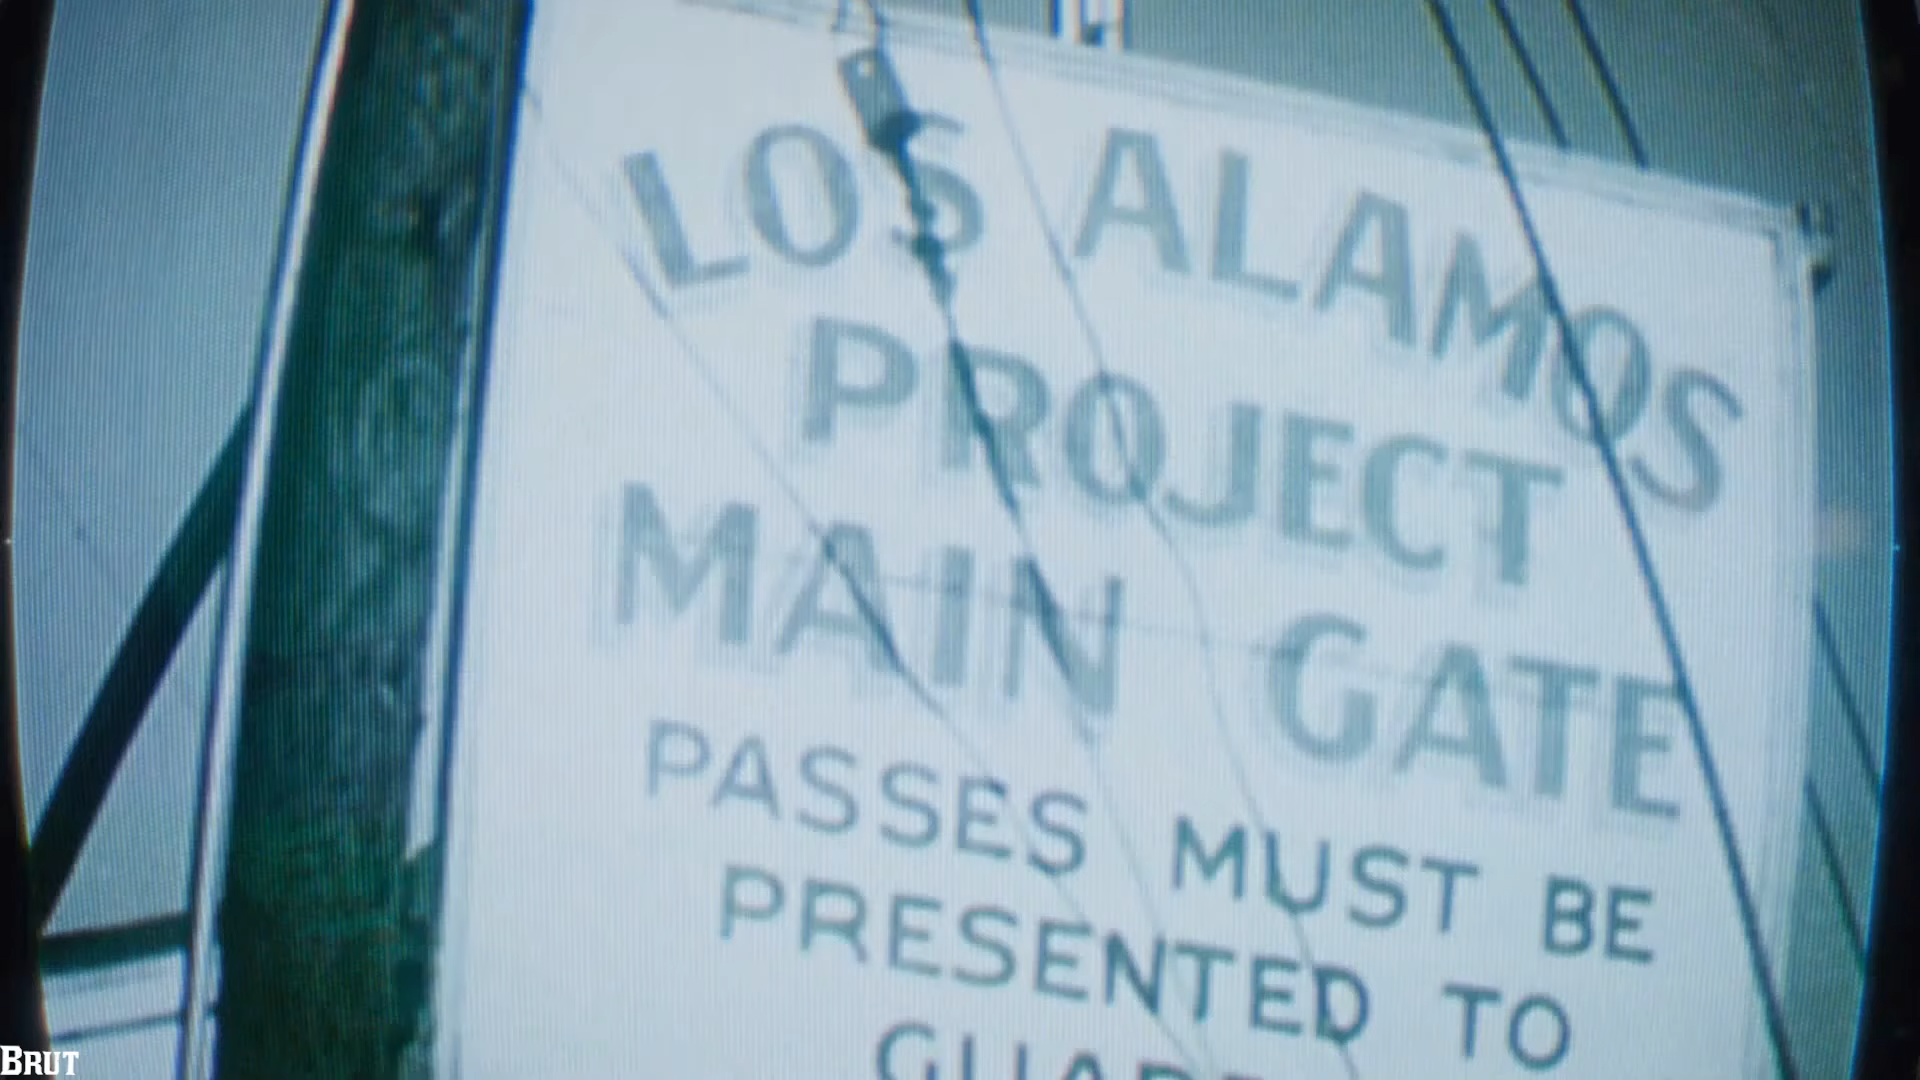 LOS ALAMOS
PROJECT
MAIN GATE
PASSES MUST BE
PRESENTED TO
BRUT